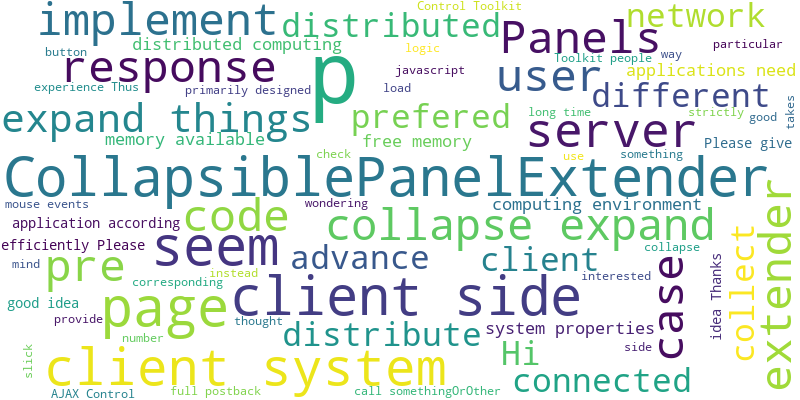 Control Toolkit
implement distributed network
distributed computing logic Panels
button Toolkit people way particular
response javascript user applications need
experience Thus primarily designed load different
p
expand things prefered long time strictly good takes
memory available free memory server Please give
check use something
CollapsiblePanelExtender
mouse events wondering computing environment
code collapse expand extender
application according
efficiently Please seem advance client collapse
mind pre corresponding instead interested case collect idea Thanks
good idea page client side
provide thought distribute system properties side
number Hi
slick client system connected
AJAX Control full postback call somethingOrOther